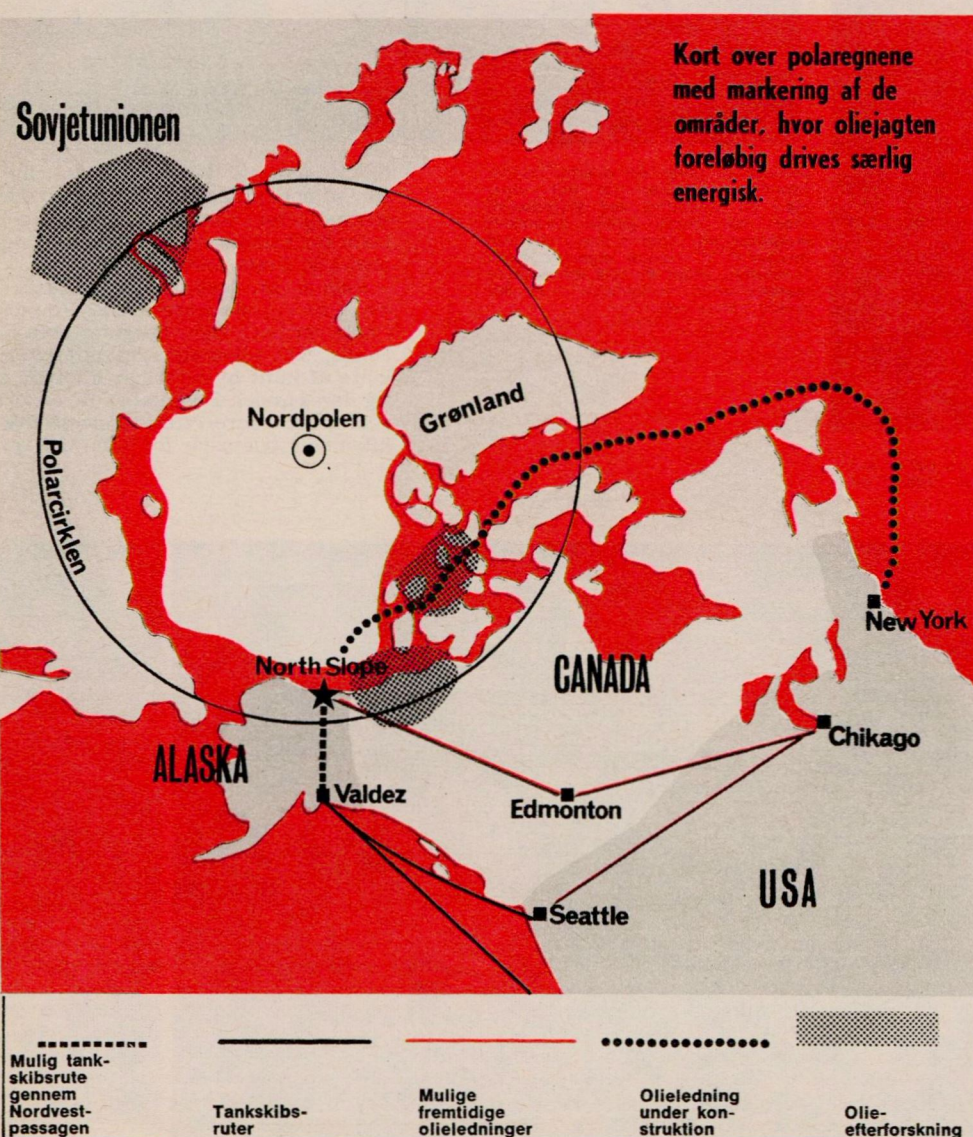 Kort over polaregnene
med markering af de
områder, hvor oliejagten
foreløbig drives særlig
energisk.
Sovjetunionen
Nordpolen
Grønland
Polarcirklen
North Slope
CANADA
New York
ALASKA
Valdez
Edmonton
Chikago
USA
Seattle
Mulig tank-
skibsrute
gennem
Nordvest-
passagen
Tankskibs-
ruter
Mulige
fremtidige
olieledninger
Olieledning
under kon-
struktion
Olie-
efterforskning